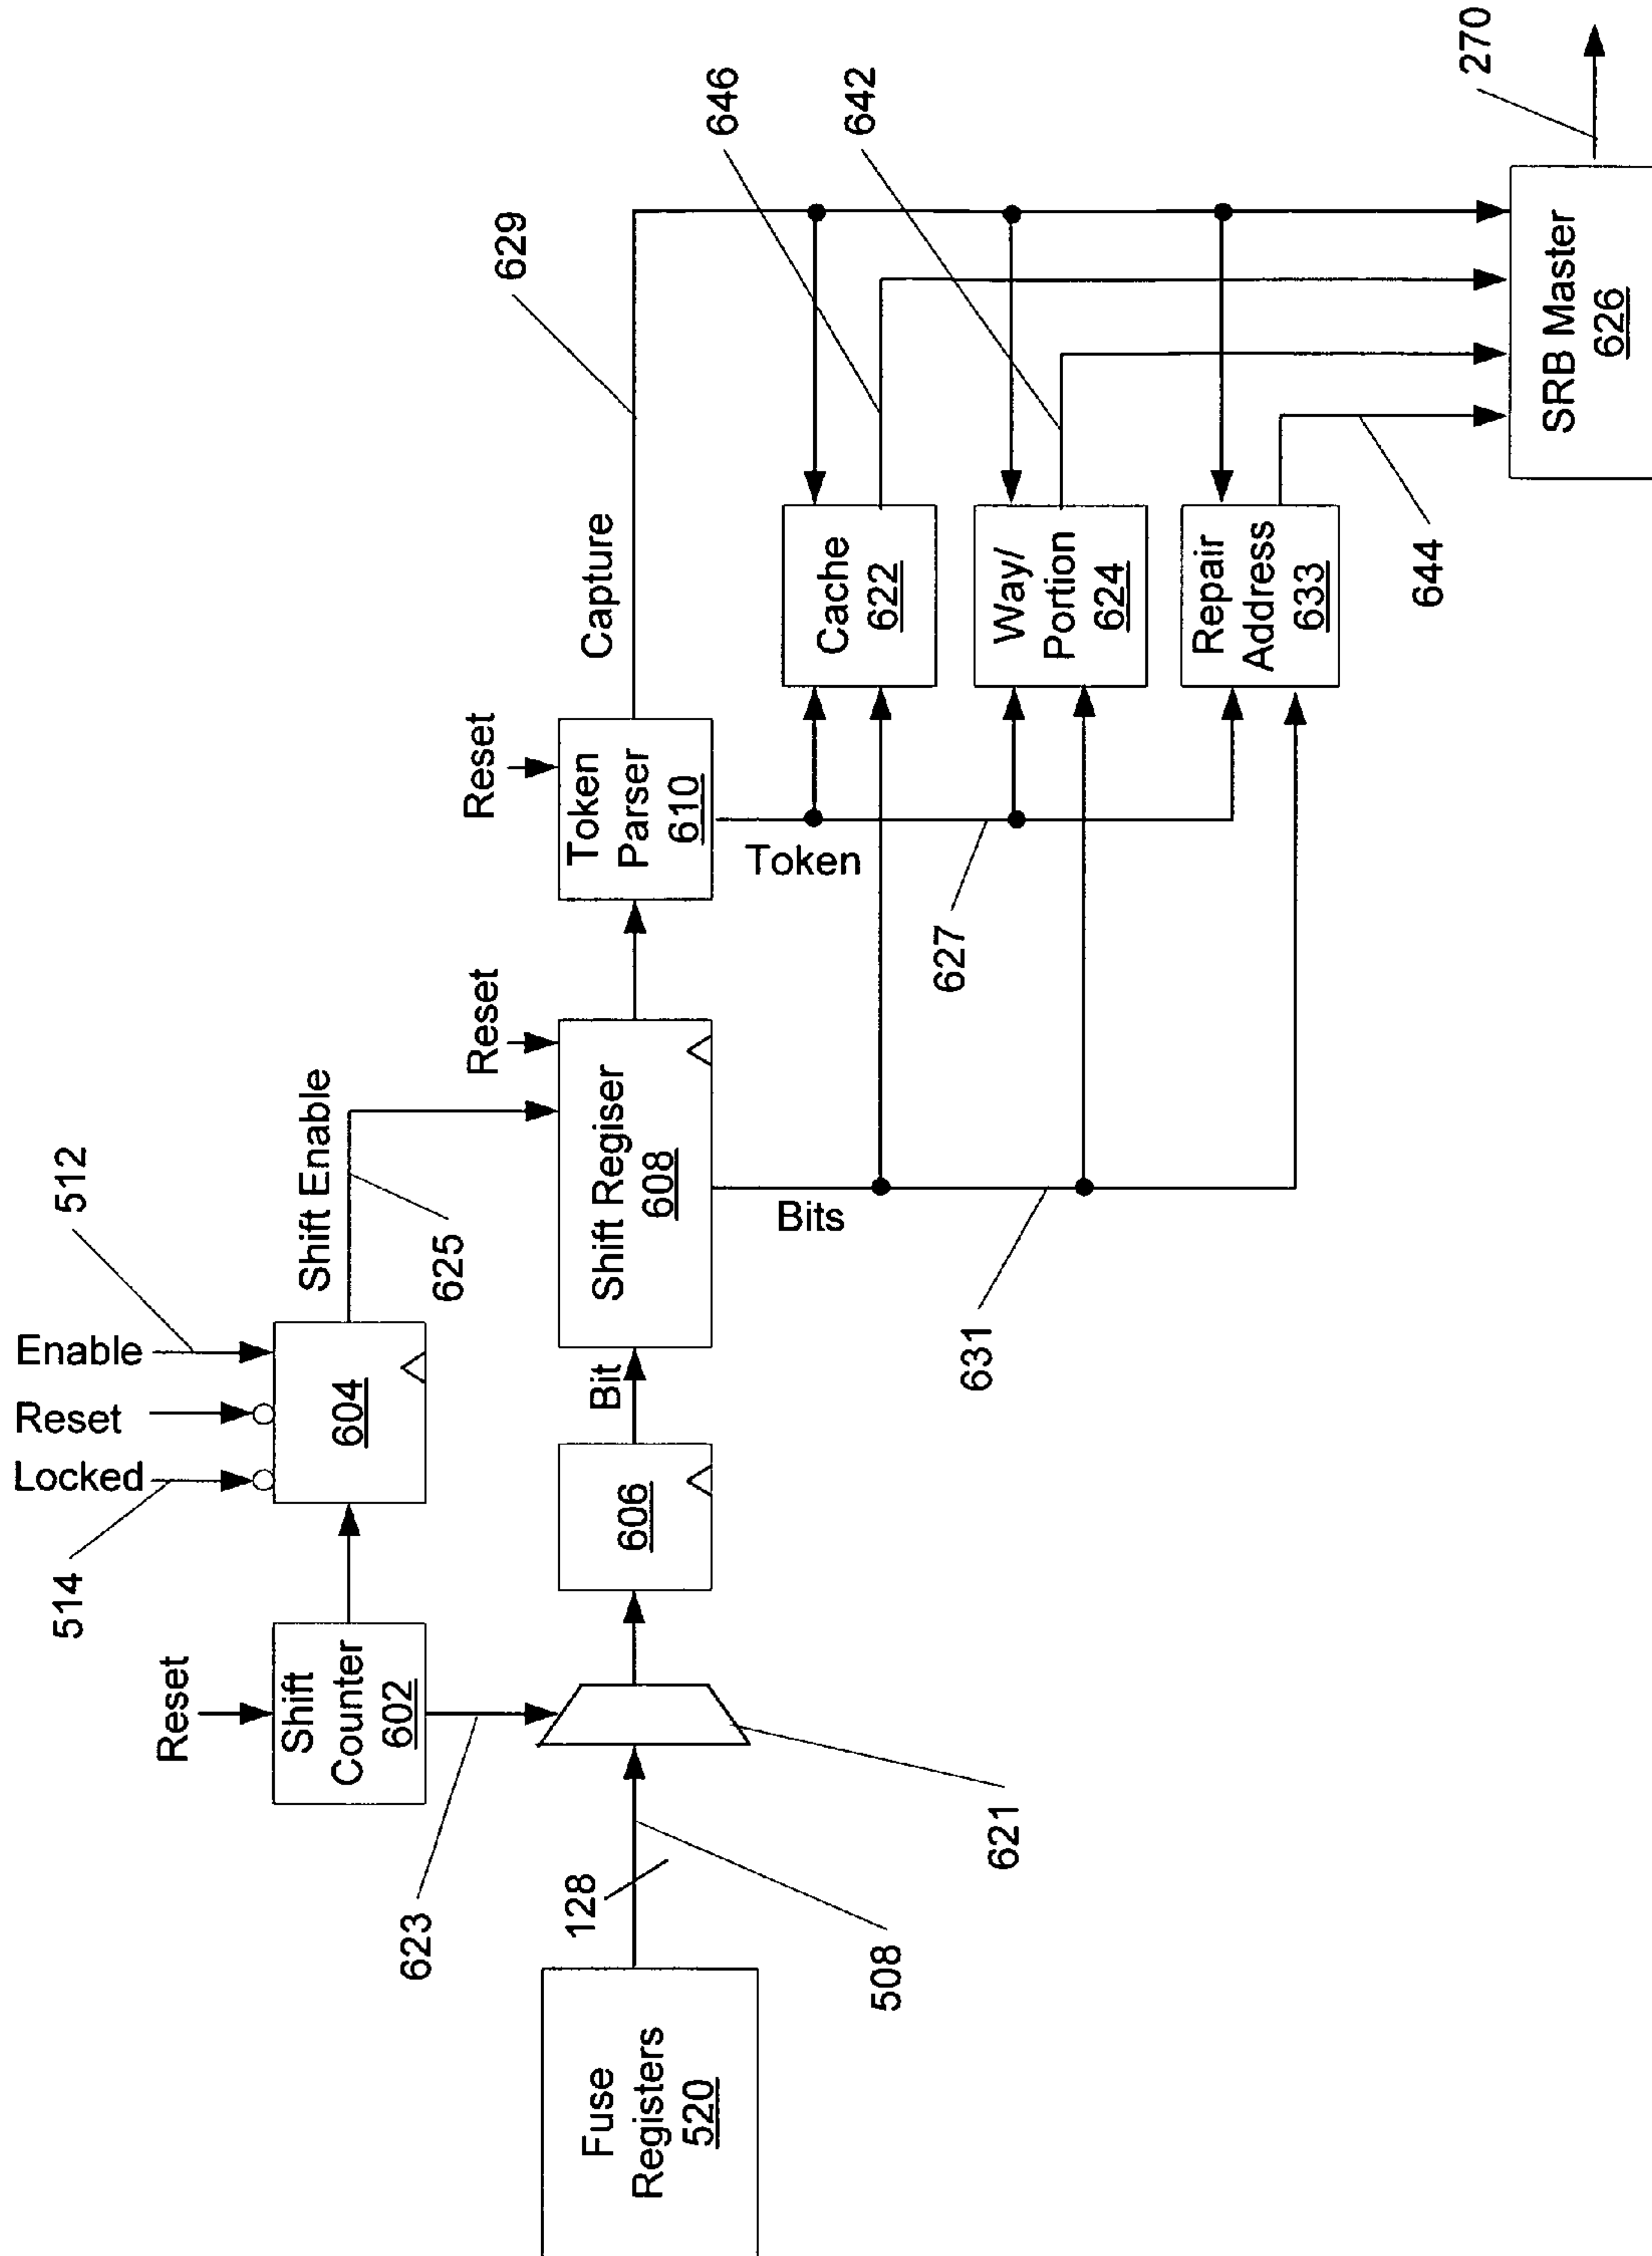 Fuse
Registers
520
128
508
621
623
Reset
Shift
Counter
602
514
Locked
Reset
Enable
512
604
Shift Enable
625
606
Bit
Shift Regiser
608
Reset
Bits
631
Reset
Token
Parser
610
Token
627
Capture
629
Cache
622
Way/
Portion
624
Repair
Address
633
646
642
644
SRB Master
626
270